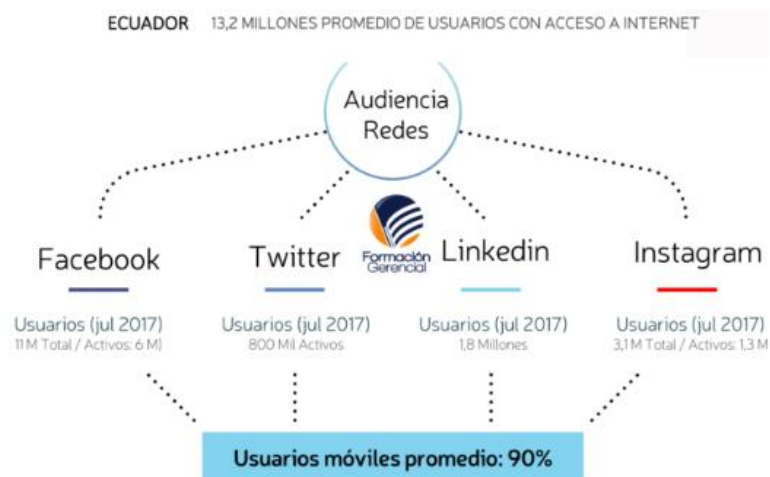 ECUADOR 13,2 MILLONES PROMEDIO DE USUARIOS CON ACCESO A INTERNET
Audiencia
Redes
Formación
Gerencial
Facebook
Usuarios (jul 2017)
11 M Total / Activos: 6 M)
Twitter
Usuarios (jul 2017)
800 Mil Activos
Linkedin
Usuarios (jul 2017)
1,8 Millones
Instagram
Usuarios (jul 2017)
3,1 M Total / Activos: 1,3 M
Usuarios móviles promedio: 90%